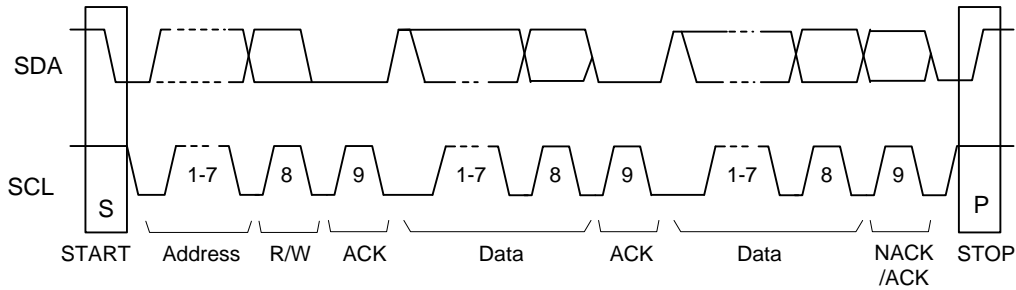 SDA
1-7 8 9 1-7 8 9 1-7 8 9
SCL
S P
START Address R/W ACK Data ACK Data NACK /ACK STOP